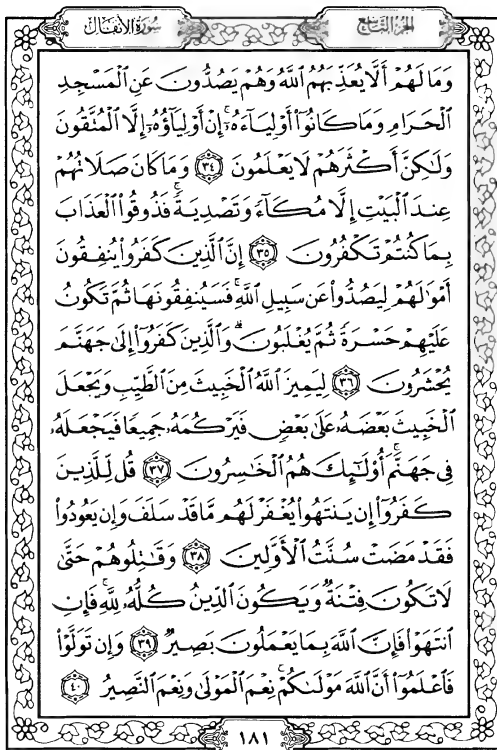 الجزء التاسع
سورة الأنفال
وَمَا لَهُمْ أَلَّا يُعَذِّبَهُمُ ٱللَّهُ وَهُمْ يَصُدُّونَ عَنِ ٱلْمَسْجِدِ
ٱلْحَرَامِ وَمَا كَانُوٓا۟ أَوْلِيَآءَهُۥٓ ۚ إِنْ أَوْلِيَآؤُهُۥٓ إِلَّا ٱلْمُتَّقُونَ
وَلَٰكِنَّ أَكْثَرَهُمْ لَا يَعْلَمُونَ ٣٤ وَمَا كَانَ صَلَاتُهُمْ
عِندَ ٱلْبَيْتِ إِلَّا مُكَآءً وَتَصْدِيَةً ۚ فَذُوقُوا۟ ٱلْعَذَابَ
بِمَا كُنتُمْ تَكْفُرُونَ ٣٥ إِنَّ ٱلَّذِينَ كَفَرُوا۟ يُنفِقُونَ
أَمْوَٰلَهُمْ لِيَصُدُّوا۟ عَن سَبِيلِ ٱللَّهِ ۚ فَسَيُنفِقُونَهَا ثُمَّ تَكُونُ
عَلَيْهِمْ حَسْرَةً ثُمَّ يُغْلَبُونَ ۗ وَٱلَّذِينَ كَفَرُوٓا۟ إِلَىٰ جَهَنَّمَ
يُحْشَرُونَ ٣٦ لِيَمِيزَ ٱللَّهُ ٱلْخَبِيثَ مِنَ ٱلطَّيِّبِ وَيَجْعَلَ
ٱلْخَبِيثَ بَعْضَهُۥ عَلَىٰ بَعْضٍ فَيَرْكُمَهُۥ جَمِيعًا فَيَجْعَلَهُۥ
فِى جَهَنَّمَ ۚ أُو۟لَٰٓئِكَ هُمُ ٱلْخَٰسِرُونَ ٣٧ قُل لِّلَّذِينَ
كَفَرُوٓا۟ إِن يَنتَهُوا۟ يُغْفَرْ لَهُم مَّا قَدْ سَلَفَ وَإِن يَعُودُوا۟
فَقَدْ مَضَتْ سُنَّتُ ٱلْأَوَّلِينَ ٣٨ وَقَٰتِلُوهُمْ حَتَّىٰ
لَا تَكُونَ فِتْنَةٌ وَيَكُونَ ٱلدِّينُ كُلُّهُۥ لِلَّهِ ۚ فَإِنِ
ٱنتَهَوْا۟ فَإِنَّ ٱللَّهَ بِمَا يَعْمَلُونَ بَصِيرٌ ٣٩ وَإِن تَوَلَّوْا۟
فَٱعْلَمُوٓا۟ أَنَّ ٱللَّهَ مَوْلَىٰكُمْ ۚ نِعْمَ ٱلْمَوْلَىٰ وَنِعْمَ ٱلنَّصِيرُ ٤٠
١٨١